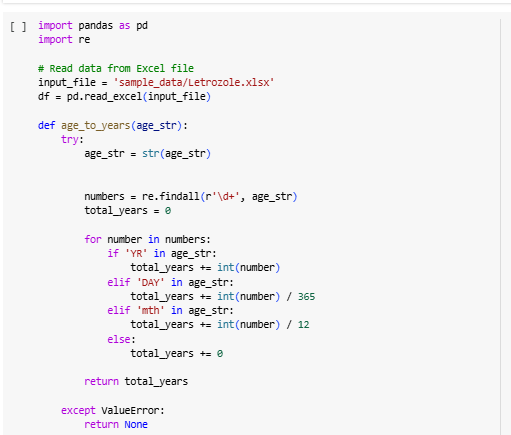 [ ] import pandas as pd
import re
# Read data from Excel file
input_file = 'sample_data/Letrozole.xlsx'
df = pd.read_excel(input_file)
def age_to_years(age_str):
    try:
        age_str = str(age_str)
        numbers = re.findall(r'\d+', age_str)
        total_years = 0
        for number in numbers:
            if 'YR' in age_str:
                total_years += int(number)
            elif 'DAY' in age_str:
                total_years += int(number) / 365
            elif 'mth' in age_str:
                total_years += int(number) / 12
            else:
                total_years += 0
        return total_years
    except ValueError:
        return None